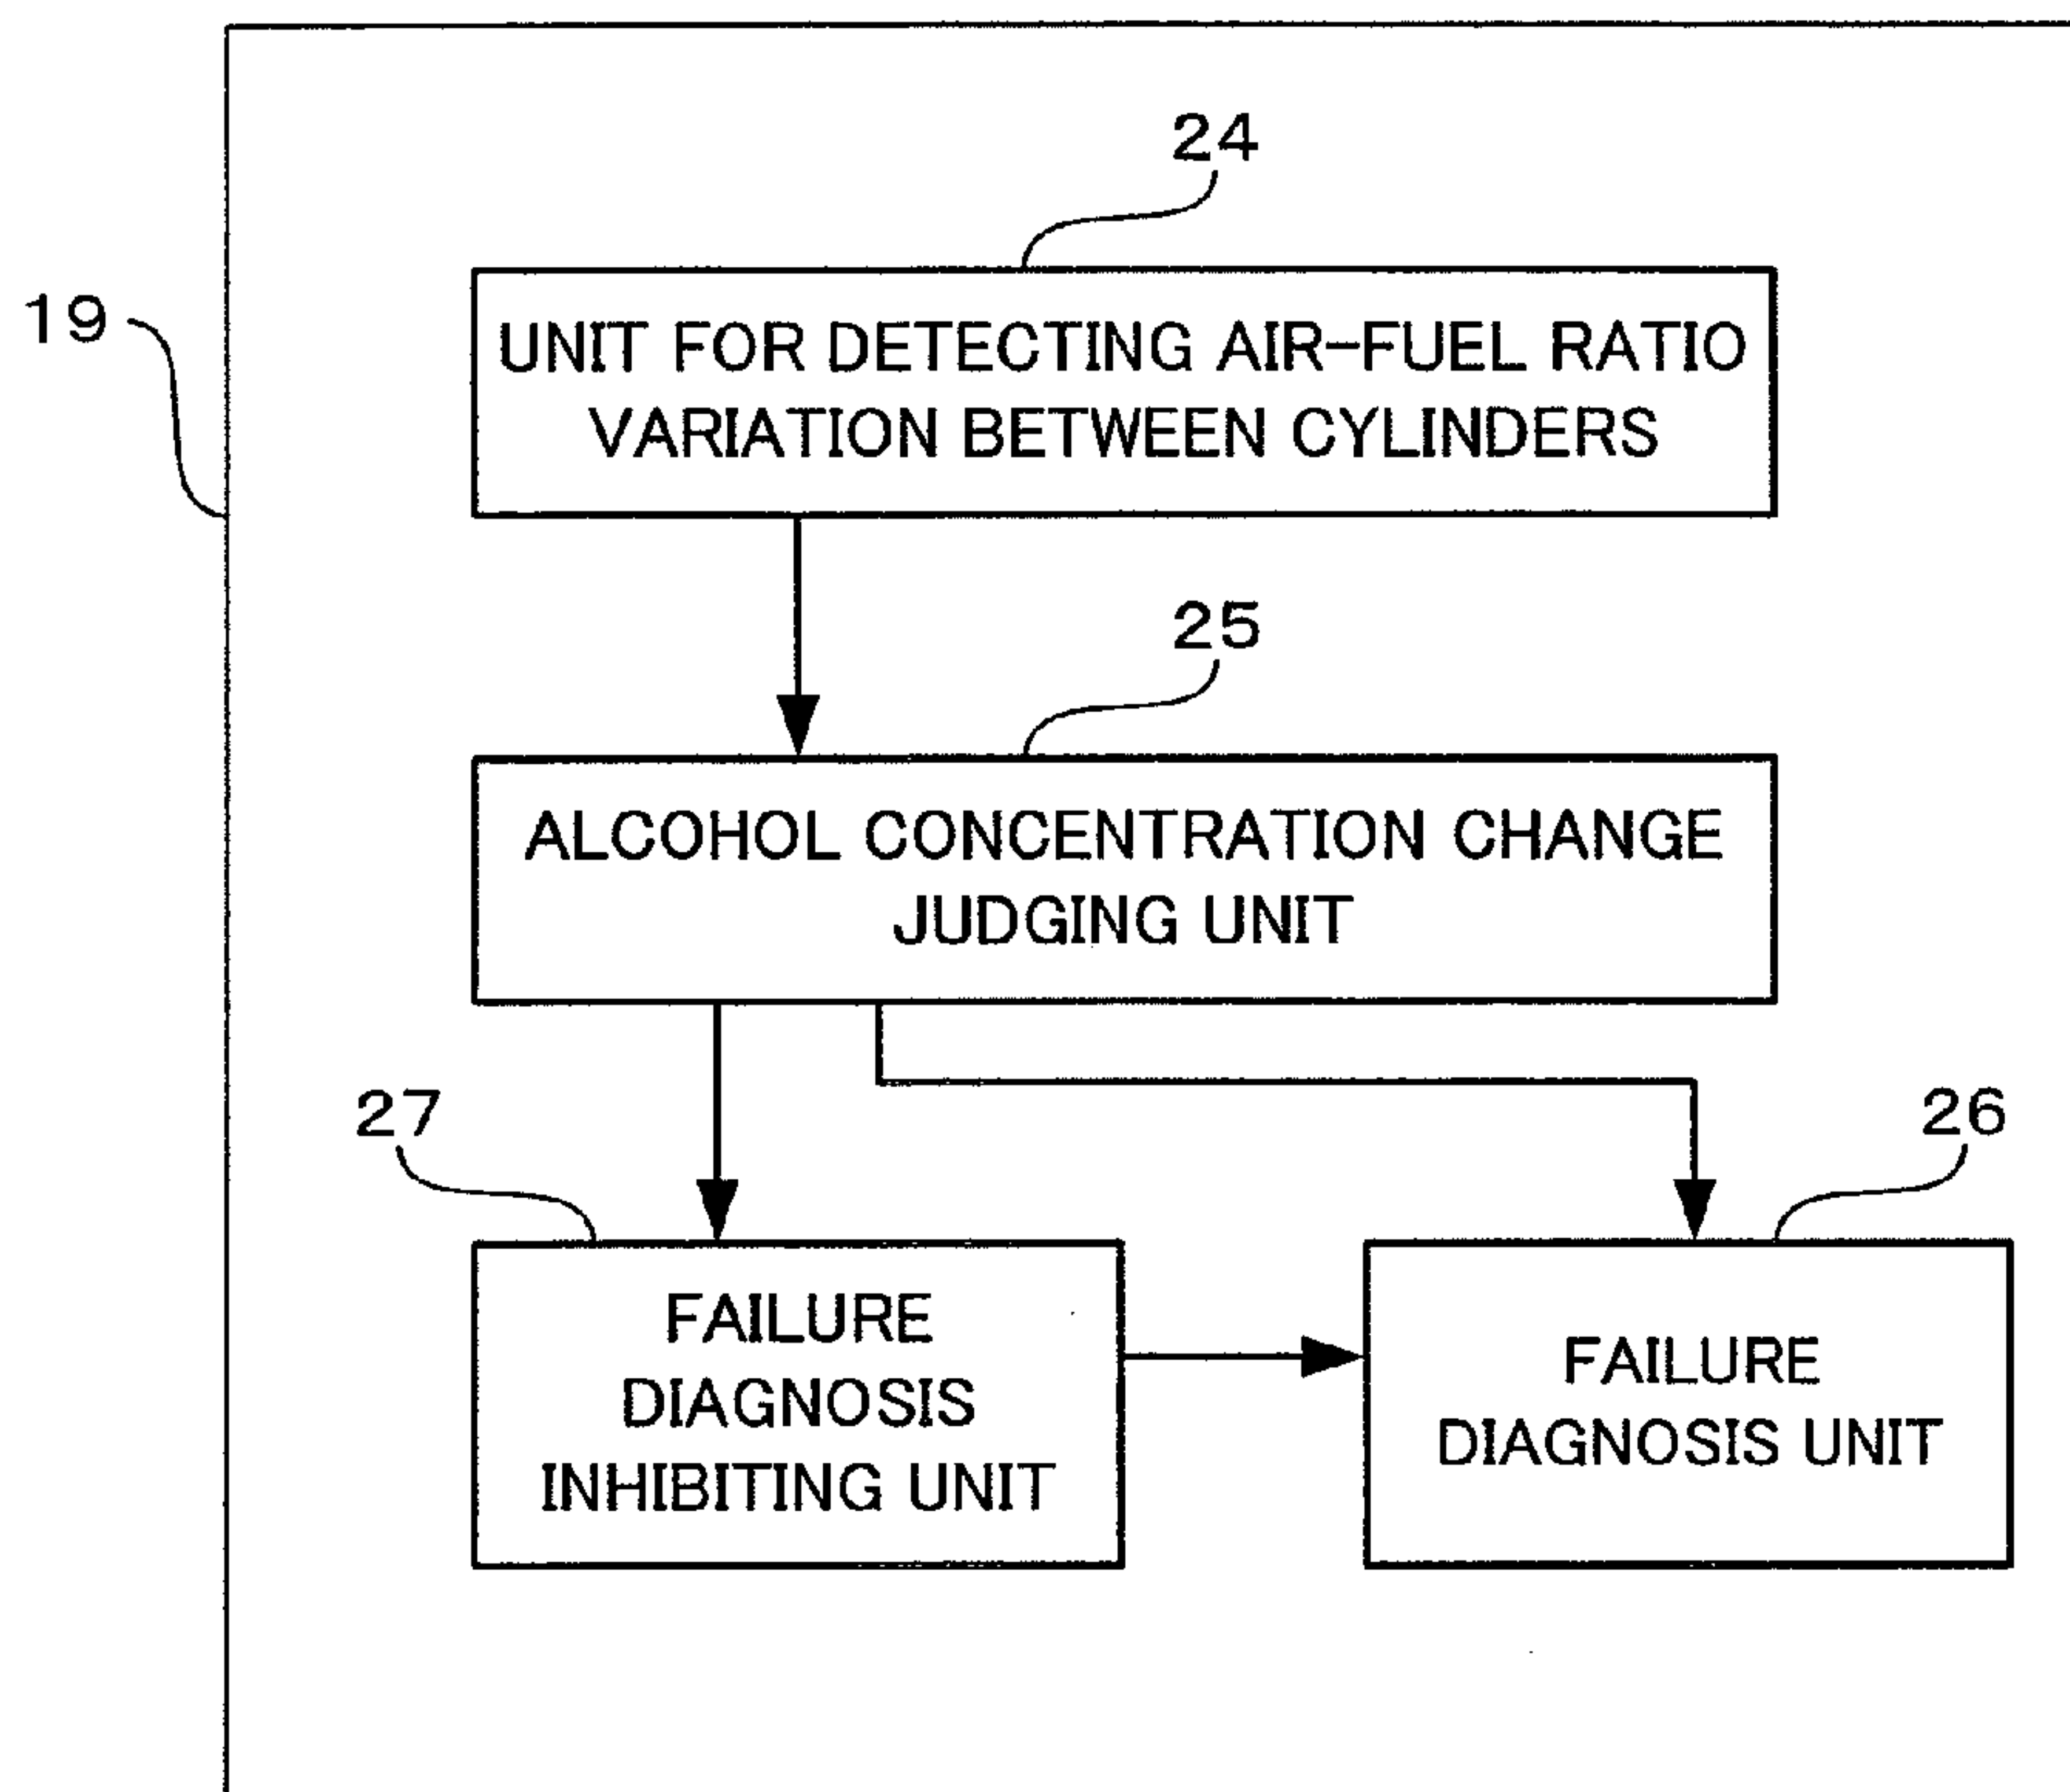 24
19
UNIT FOR DETECTING AIR-FUEL RATIO
VARIATION BETWEEN CYLINDERS
25
ALCOHOL CONCENTRATION CHANGE
JUDGING UNIT
27
26
FAILURE
DIAGNOSIS
INHIBITING UNIT
FAILURE
DIAGNOSIS UNIT